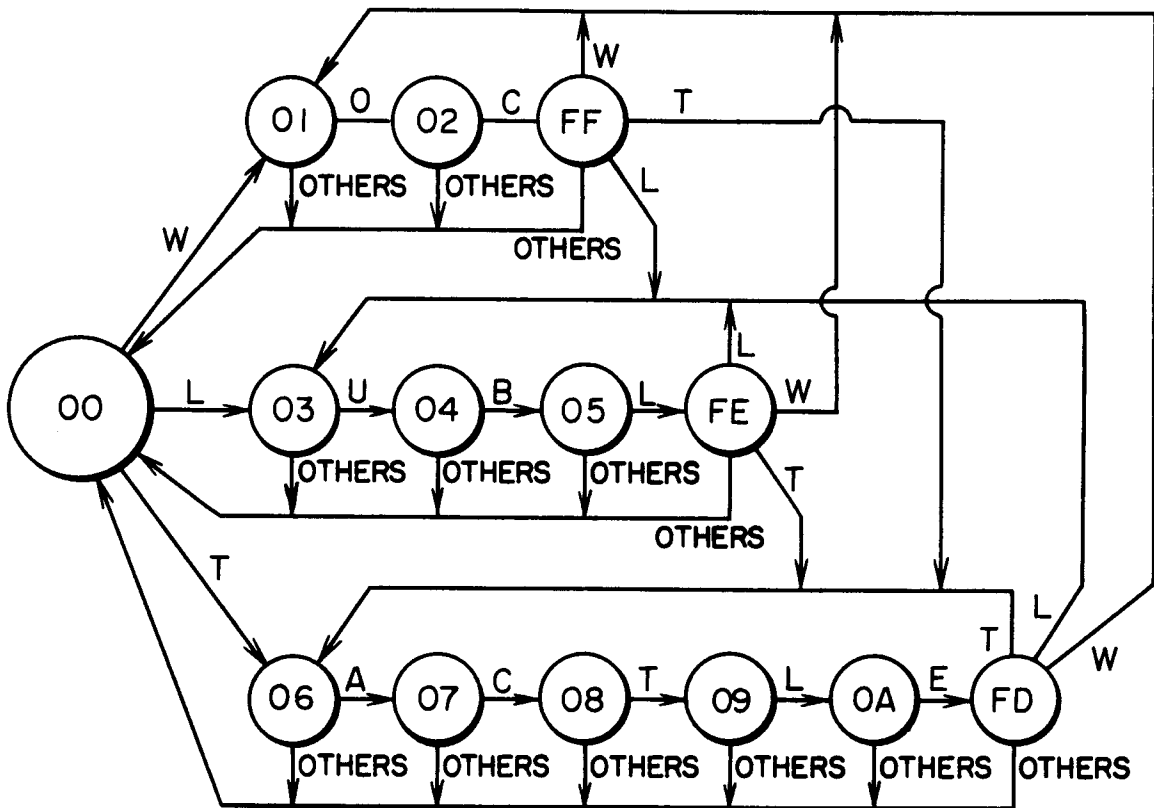 W
O C T
01 02 FF
OTHERS OTHERS L
W OTHERS
L
00 L 03 U 04 B 05 L FE W
OTHERS OTHERS OTHERS T
OTHERS
T
L
T W
06 A 07 C 08 T 09 L 0A E FD
OTHERS OTHERS OTHERS OTHERS OTHERS OTHERS